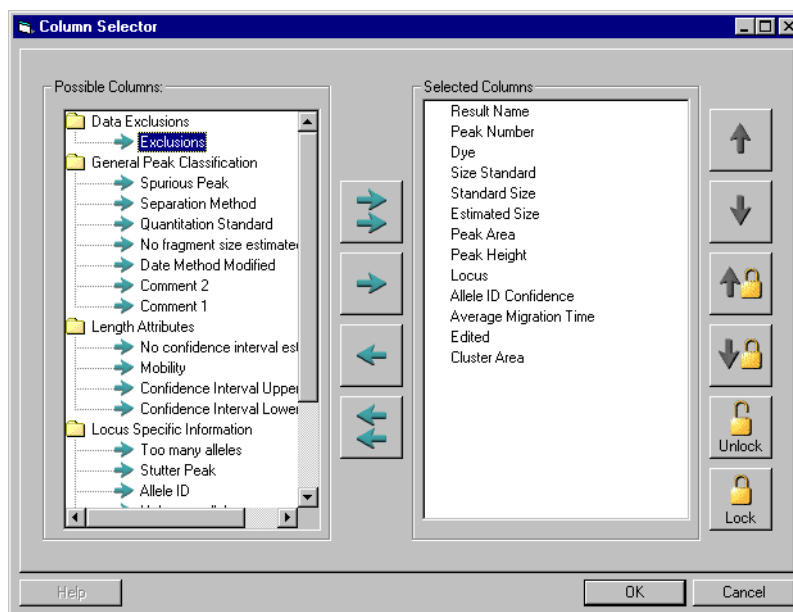 Column Selector
Possible Columns:
Data Exclusions
Exclusions
General Peak Classification
Spurious Peak
Separation Method
Quantitation Standard
No fragment size estimate
Date Method Modified
Comment 2
Comment 1
Length Attributes
No confidence interval est
Mobility
Confidence Interval Upper
Confidence Interval Lower
Locus Specific Information
Too many alleles
Stutter Peak
Allele ID
Selected Columns
Result Name
Peak Number
Dye
Size Standard
Standard Size
Estimated Size
Peak Area
Peak Height
Locus
Allele ID Confidence
Average Migration Time
Edited
Cluster Area
Unlock
Lock
Help
OK
Cancel